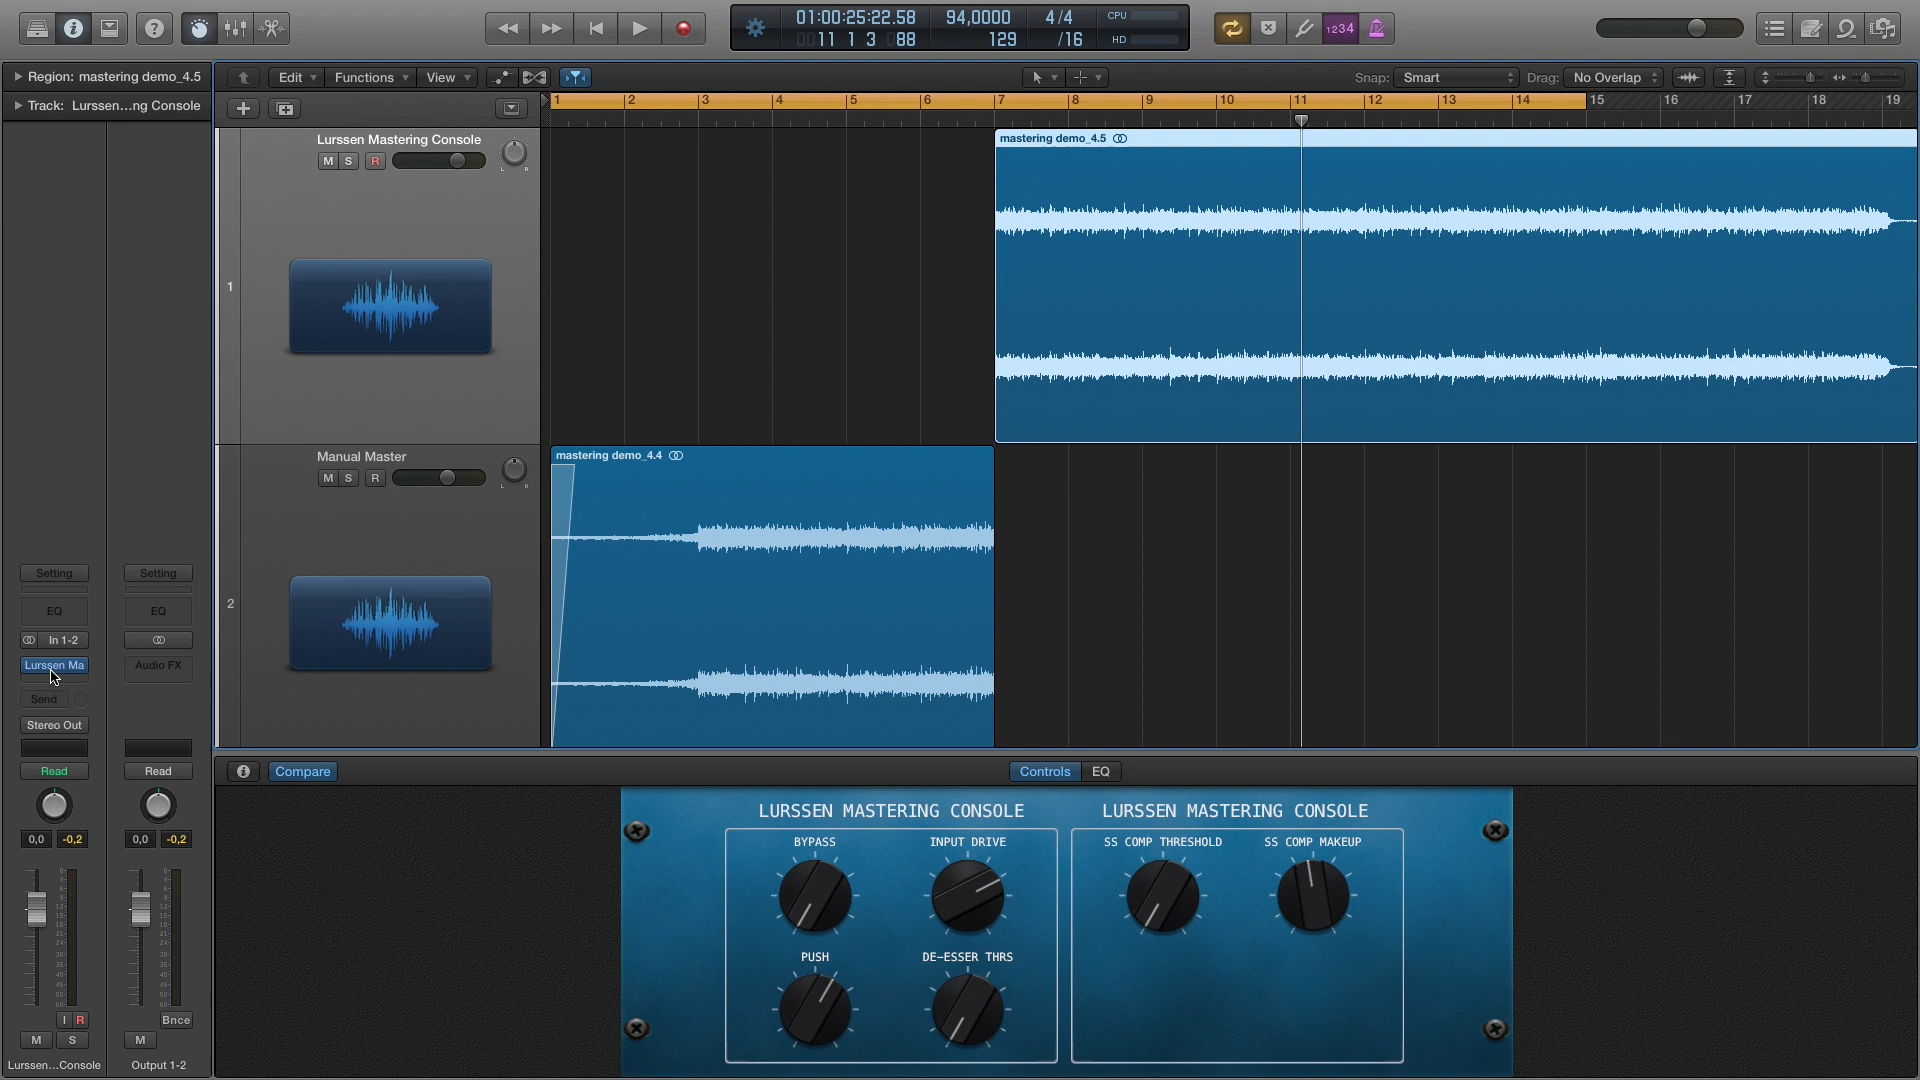 01:00:25:22.58 94,0000 4/4 CPU
0011 1 3 088 129 /16 HD
1234
Region: mastering demo_4.5
Edit Functions View
Snap: Smart Drag: No Overlap
Track: Lurssen...ng Console
1 2 3 4 5 6 7 8 9 10 11 12 13 14 15 16 17 18 19
Lurssen Mastering Console
M S R
L R
1
mastering demo_4.5
Manual Master
M S R
L R
2
mastering demo_4.4
Setting Setting
EQ EQ
In 1-2
Lurssen Ma Audio FX
Send
Stereo Out
Read Read
0,0 -0,2 0,0 -0,2
I R Bnce
M S M
Lurssen...Console Output 1-2
Compare
Controls EQ
LURSSEN MASTERING CONSOLE LURSSEN MASTERING CONSOLE
BYPASS INPUT DRIVE SS COMP THRESHOLD SS COMP MAKEUP
PUSH DE-ESSER THRS